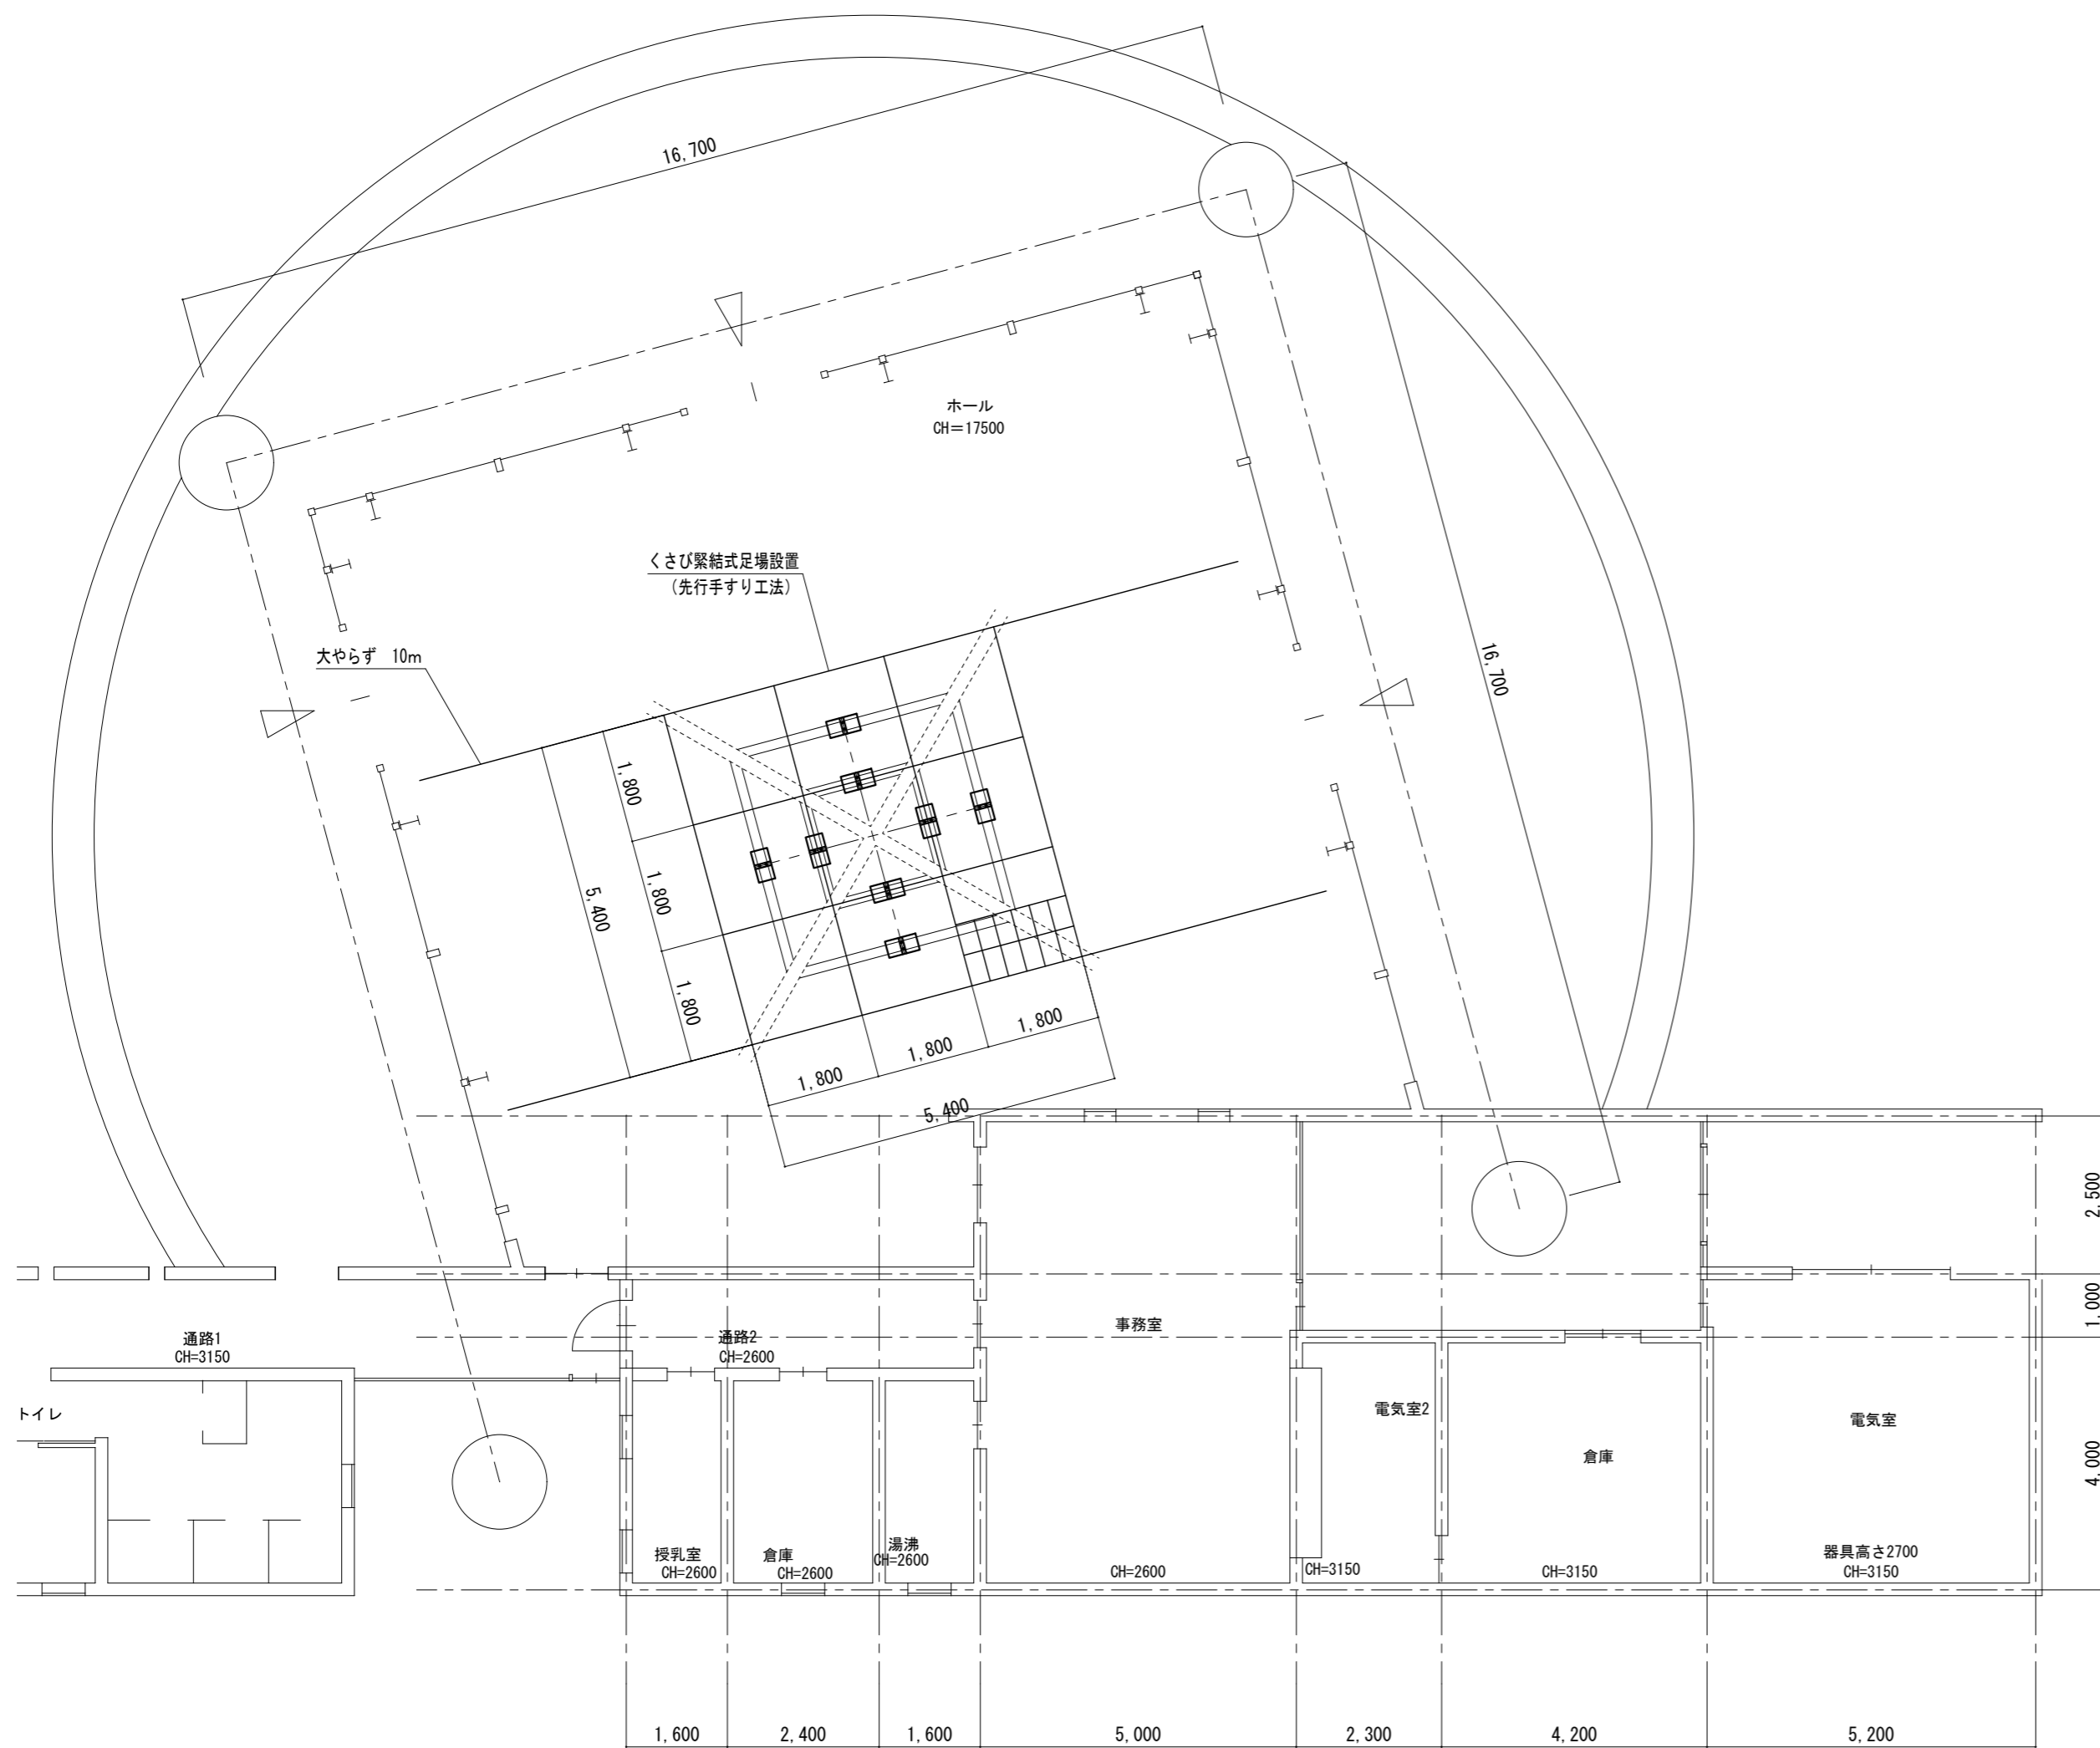 16,700
ホール
CH＝17500
くさび緊結式足場設置
（先行手すり工法）
大やらず　10m
16,700
1,800
5,400
1,800
1,800
1,800
1,800
1,800
5,400
2,500
1,000
4,000
通路1
CH=3150
通路2
CH=2600
事務室
トイレ
電気室2
電気室
倉庫
授乳室
CH=2600
倉庫
CH=2600
湯沸
CH=2600
CH=2600
CH=3150
CH=3150
器具高さ2700
CH=3150
1,600
2,400
1,600
5,000
2,300
4,200
5,200